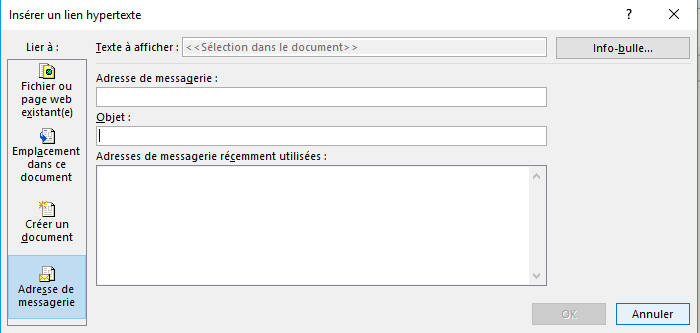 Insérer un lien hypertexte
?
Lier à :
Texte à afficher :
<<Sélection dans le document>>
Info-bulle...
Fichier ou
page web
existant(e)
Emplacement
dans ce
document
Créer un
document
Adresse de
messagerie
Adresse de messagerie :
Objet :
Adresses de messagerie récemment utilisées :
OK
Annuler